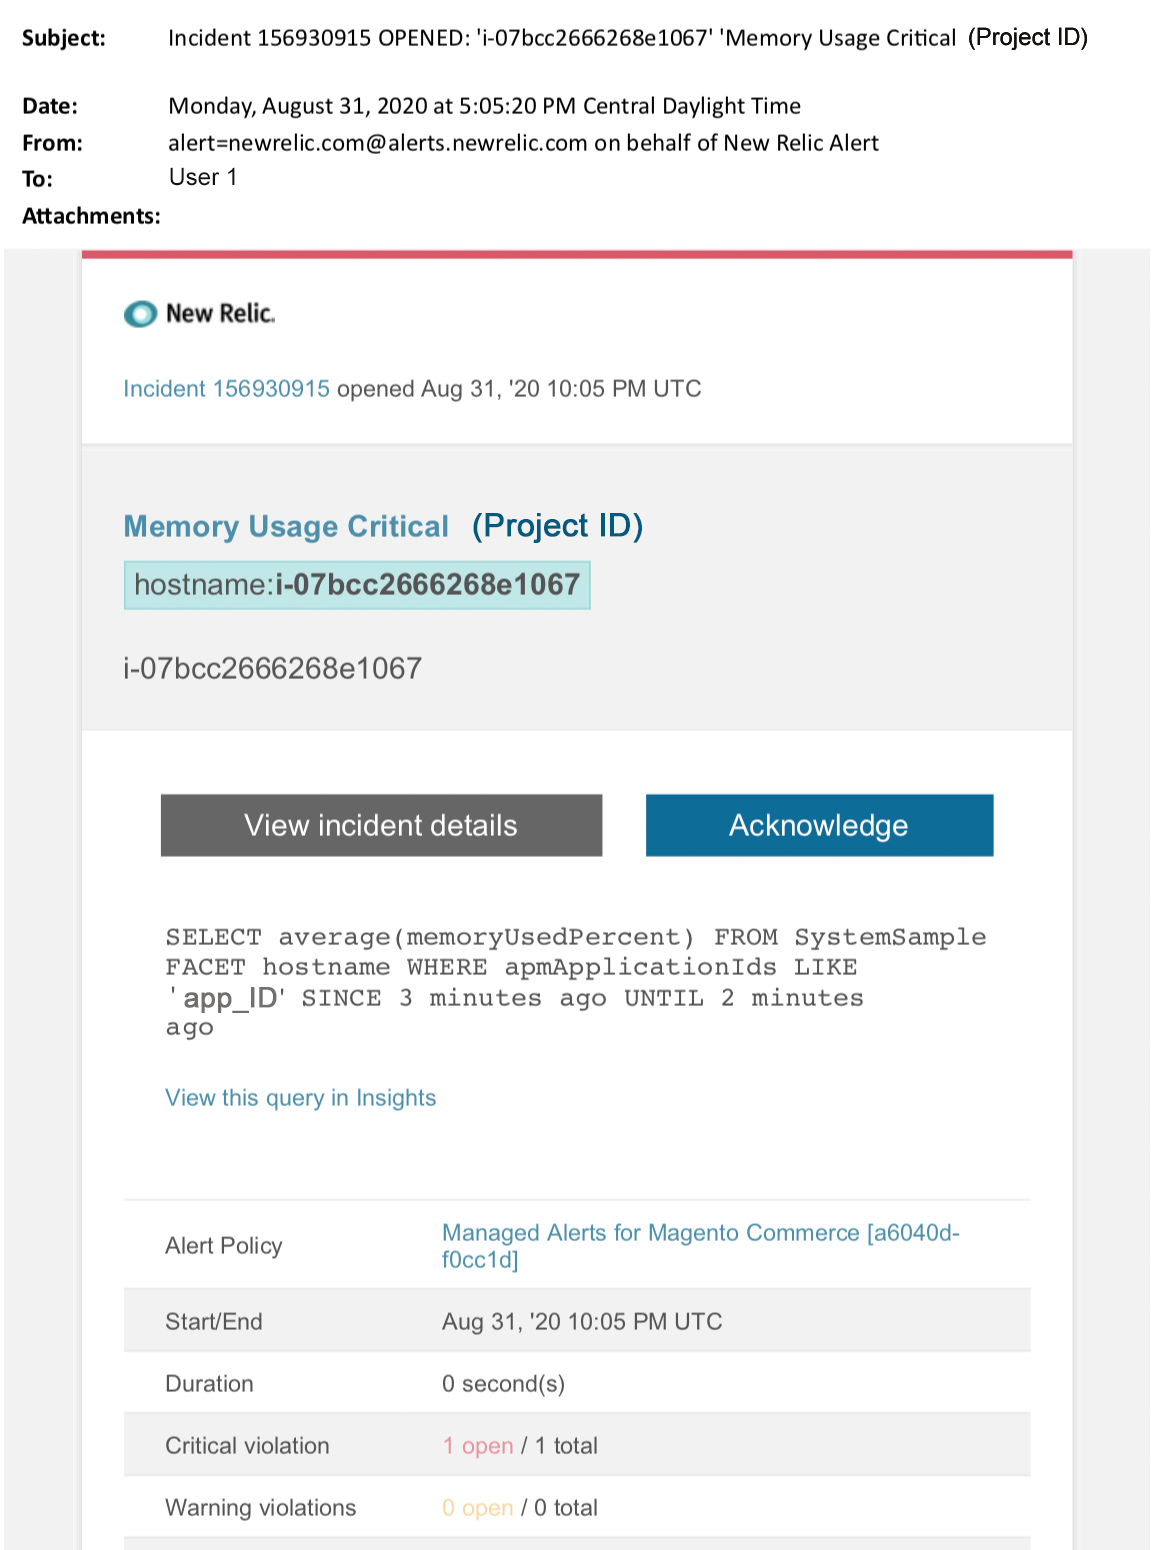 Subject: Incident 156930915 OPENED: 'i-07bcc2666268e1067' 'Memory Usage Critical (Project ID)
Date: Monday, August 31, 2020 at 5:05:20 PM Central Daylight Time
From: alert=newrelic.com@alerts.newrelic.com on behalf of New Relic Alert
To: User 1
Attachments:
New Relic.
Incident 156930915 opened Aug 31, '20 10:05 PM UTC
Memory Usage Critical (Project ID)
hostname:i-07bcc2666268e1067
i-07bcc2666268e1067
View incident details Acknowledge
SELECT average(memoryUsedPercent) FROM SystemSample
FACET hostname WHERE apmApplicationIds LIKE
'app_ID' SINCE 3 minutes ago UNTIL 2 minutes
ago
View this query in Insights
Alert Policy Managed Alerts for Magento Commerce [a6040d-
f0cc1d]
Start/End Aug 31, '20 10:05 PM UTC
Duration 0 second(s)
Critical violation 1 open / 1 total
Warning violations 0 open / 0 total